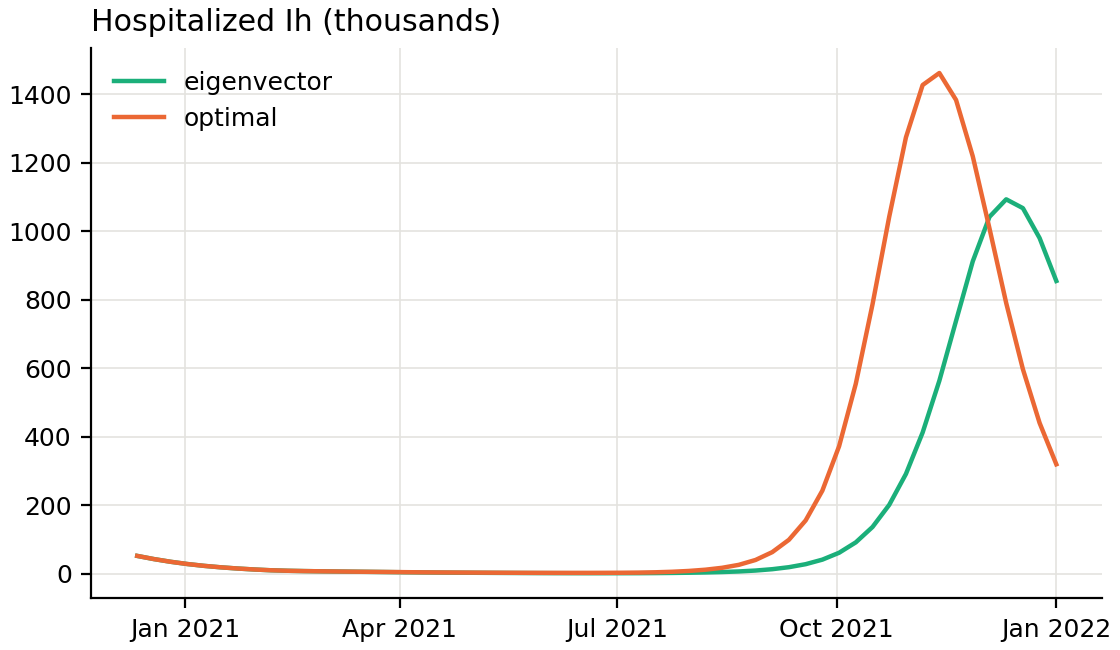 Hospitalized Ih (thousands)
eigenvector
optimal
1400
1200
1000
800
600
400
200
0
Jan 2021
Apr 2021
Jul 2021
Oct 2021
Jan 2022